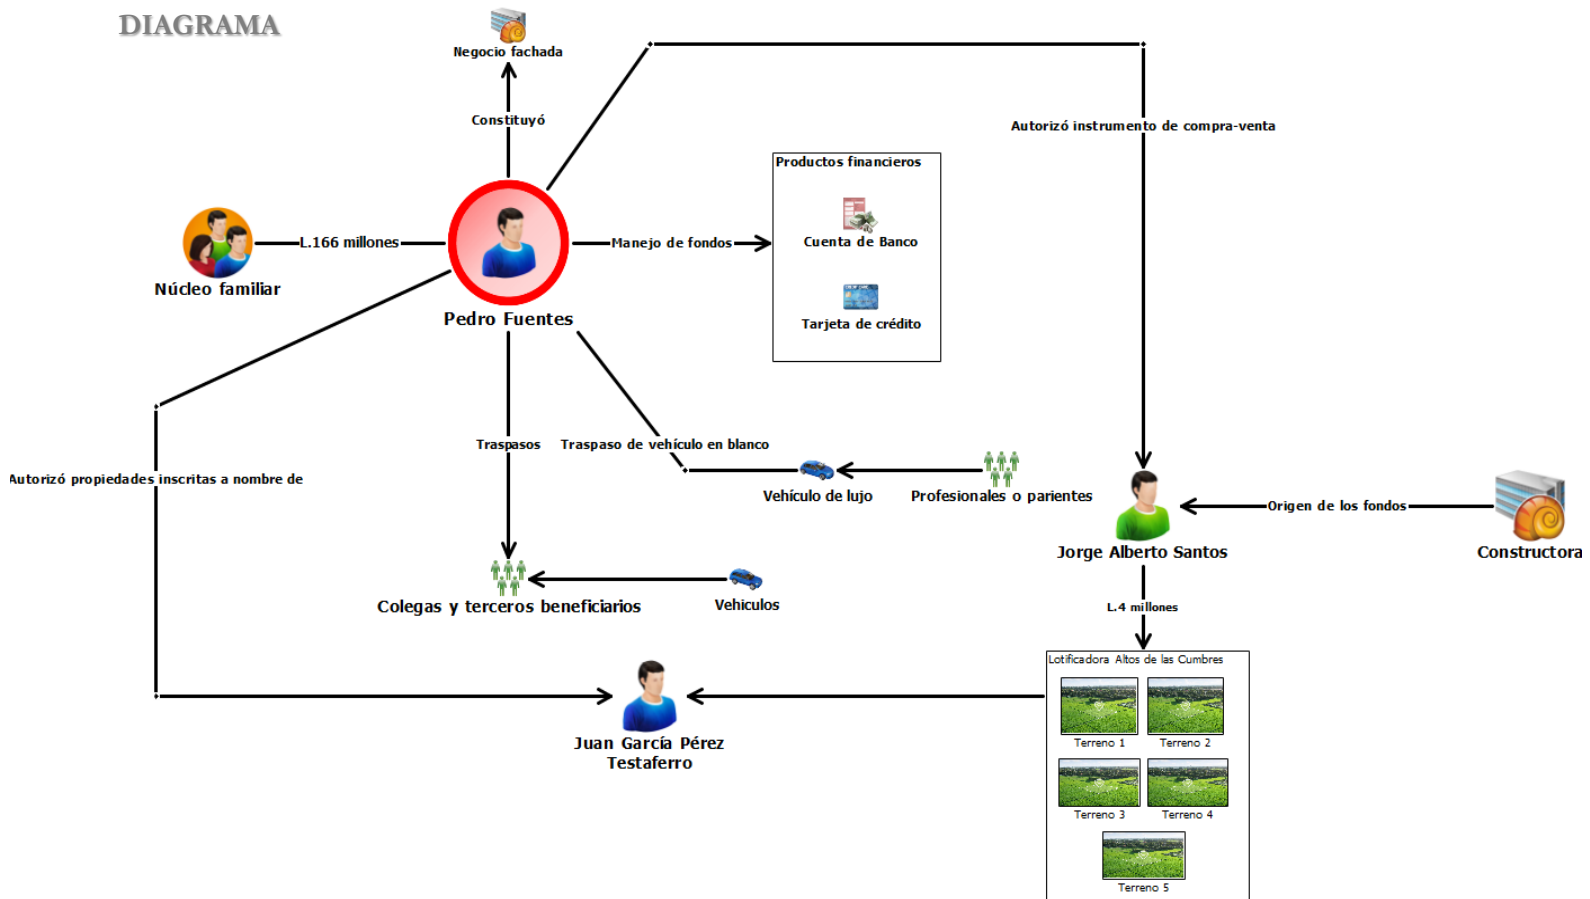 DIAGRAMA
Negocio fachada
Constituyó
Autorizó instrumento de compra-venta
Productos financieros
Cuenta de Banco
Tarjeta de crédito
L.166 millones
Manejo de fondos
Núcleo familiar
Pedro Fuentes
Traspasos
Traspaso de vehículo en blanco
Autorizó propiedades inscritas a nombre de
Vehículo de lujo
Profesionales o parientes
Origen de los fondos
Jorge Alberto Santos
Constructora
Colegas y terceros beneficiarios
Vehiculos
L.4 millones
Lotificadora Altos de las Cumbres
Terreno 1
Terreno 2
Terreno 3
Terreno 4
Terreno 5
Juan García Pérez
Testaferro